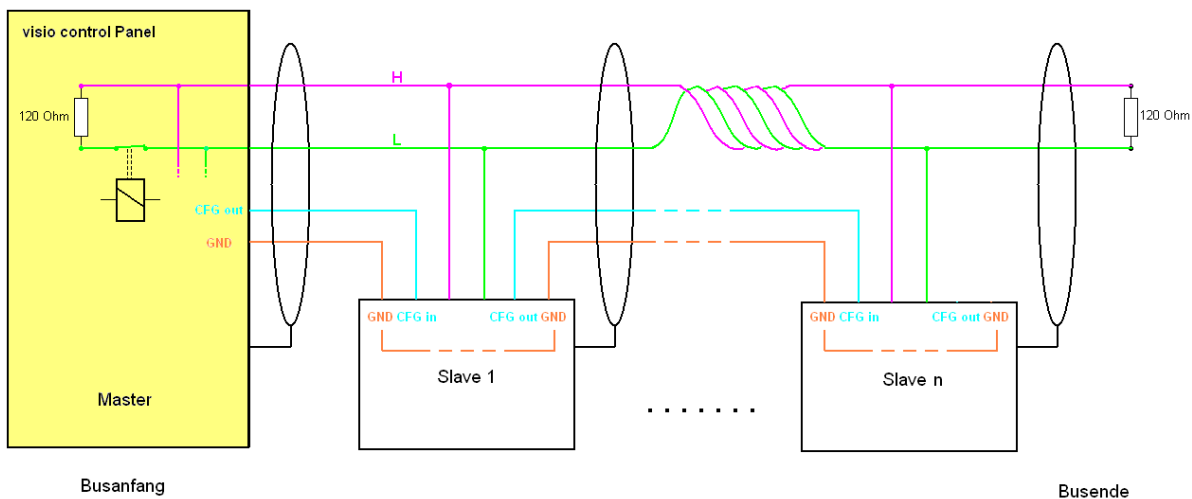 visio control Panel
H
120 Ohm
120 Ohm
L
CFG out
GND
GND CFG in
CFG out GND
GND CFG in
CFG out GND
Slave 1
Slave n
Master
Busanfang
Busende